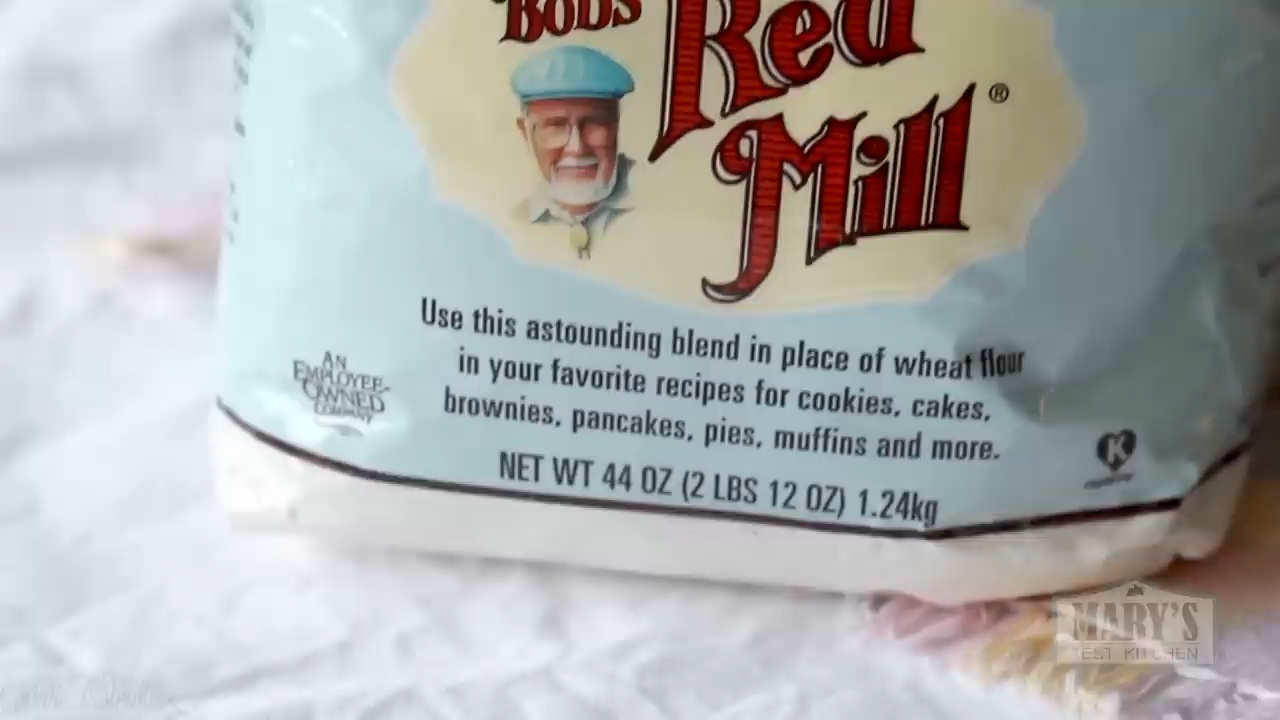 BOB'S
Red
Mill®
Use this astounding blend in place of wheat flour
in your favorite recipes for cookies, cakes,
brownies, pancakes, pies, muffins and more.
AN
EMPLOYEE-
OWNED
COMPANY
K
NET WT 44 OZ (2 LBS 12 OZ) 1.24kg
MARY'S
TEST KITCHEN